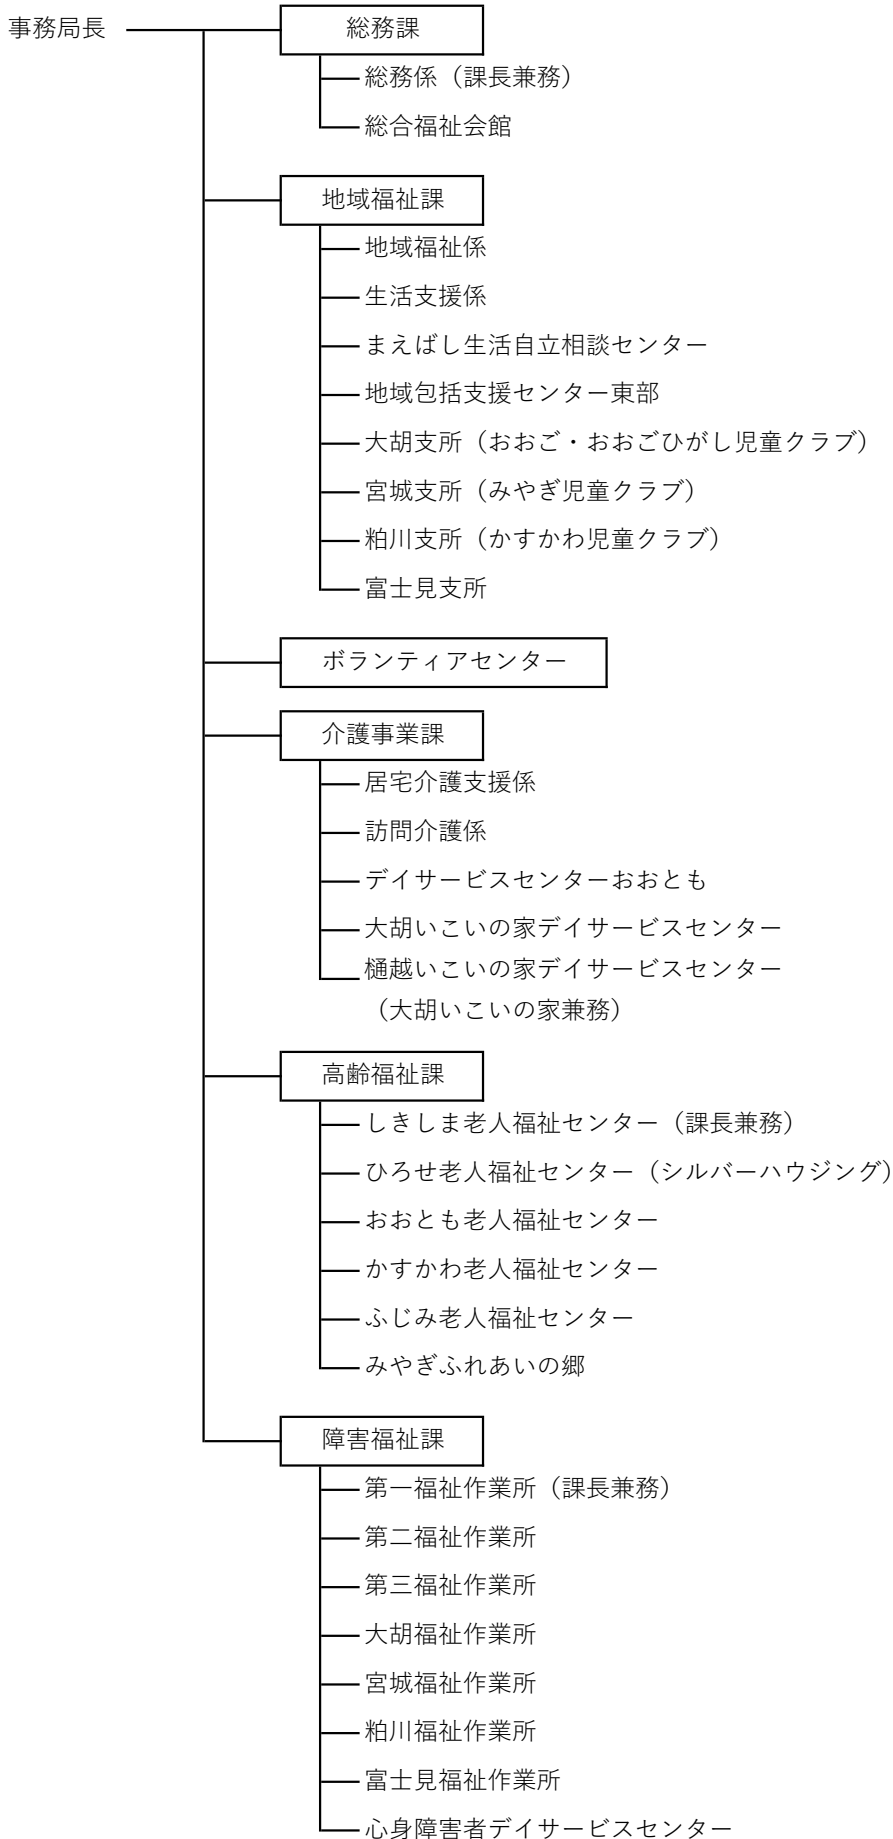 事務局長
総務課
総務係（課長兼務）
総合福祉会館
地域福祉課
地域福祉係
生活支援係
まえばし生活自立相談センター
地域包括支援センター東部
大胡支所（おおご・おおごひがし児童クラブ）
宮城支所（みやぎ児童クラブ）
粕川支所（かすかわ児童クラブ）
富士見支所
ボランティアセンター
介護事業課
居宅介護支援係
訪問介護係
デイサービスセンターおおとも
大胡いこいの家デイサービスセンター
樋越いこいの家デイサービスセンター
（大胡いこいの家兼務）
高齢福祉課
しきしま老人福祉センター（課長兼務）
ひろせ老人福祉センター（シルバーハウジング）
おおとも老人福祉センター
かすかわ老人福祉センター
ふじみ老人福祉センター
みやぎふれあいの郷
障害福祉課
第一福祉作業所（課長兼務）
第二福祉作業所
第三福祉作業所
大胡福祉作業所
宮城福祉作業所
粕川福祉作業所
富士見福祉作業所
心身障害者デイサービスセンター